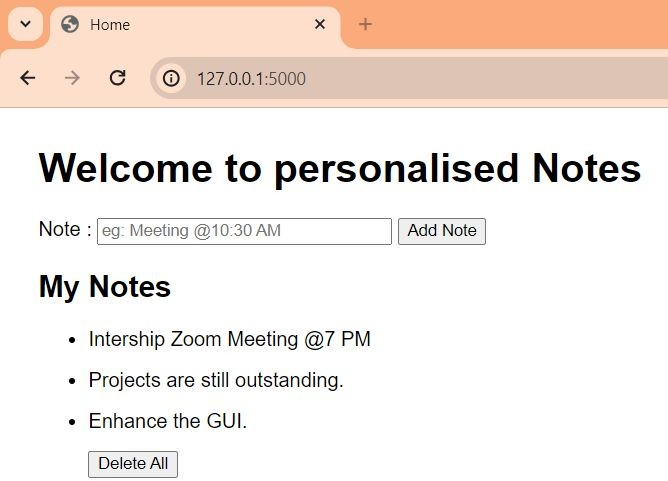 Home
127.0.0.1:5000
Welcome to personalised Notes
Note : eg: Meeting @10:30 AM Add Note
My Notes
Intership Zoom Meeting @7 PM
Projects are still outstanding.
Enhance the GUI.
Delete All